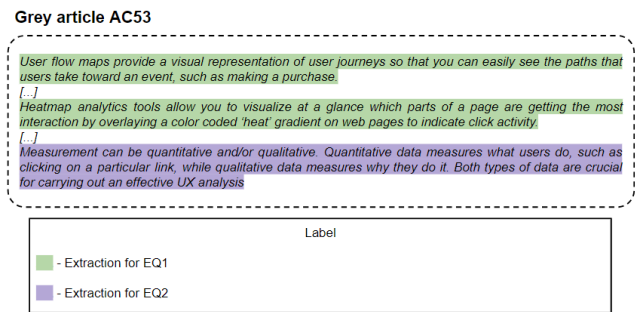 Grey article AC53
User flow maps provide a visual representation of user journeys so that you can easily see the paths that
users take toward an event, such as making a purchase.
[...]
Heatmap analytics tools allow you to visualize at a glance which parts of a page are getting the most
interaction by overlaying a color coded ‘heat’ gradient on web pages to indicate click activity.
[...]
Measurement can be quantitative and/or qualitative. Quantitative data measures what users do, such as
clicking on a particular link, while qualitative data measures why they do it. Both types of data are crucial
for carrying out an effective UX analysis
Label
- Extraction for EQ1
- Extraction for EQ2